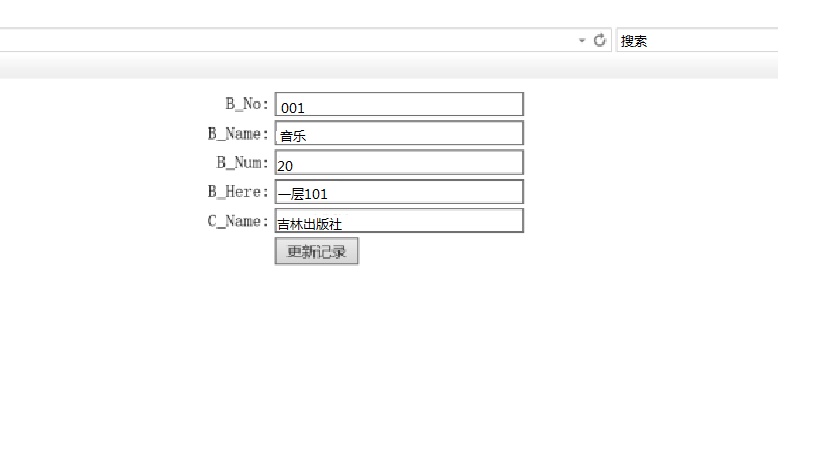 搜索
B_No: 001
B_Name: 音乐
B_Num: 20
B_Here: 一层101
C_Name: 吉林出版社
更新记录